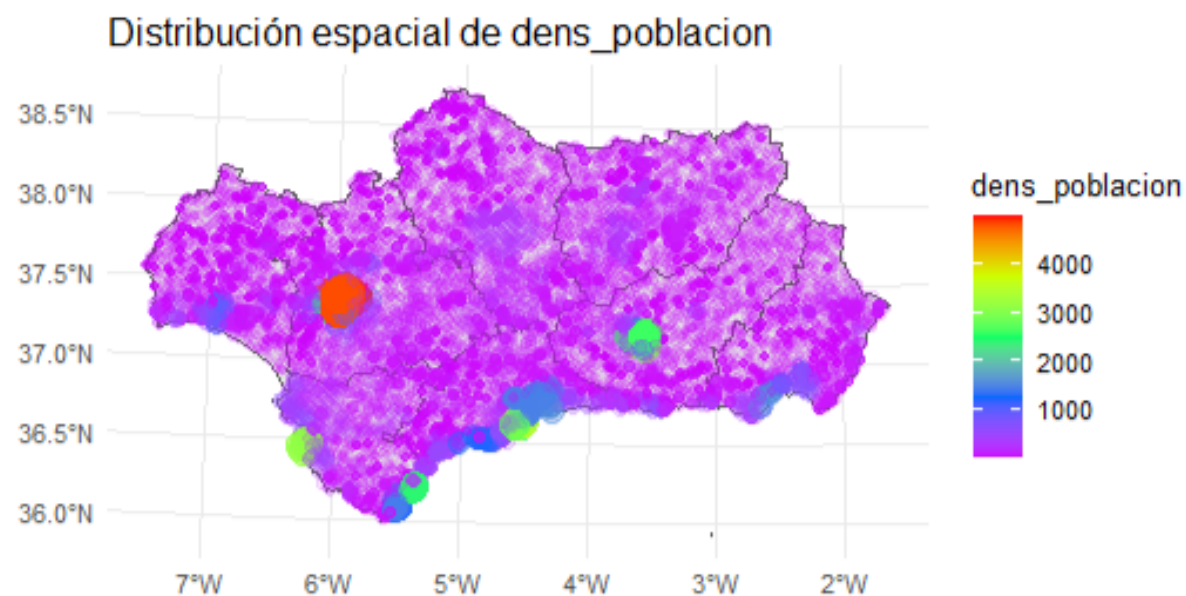 Distribución espacial de dens_poblacion
38.5°N
38.0°N
37.5°N
37.0°N
36.5°N
36.0°N
7°W
6°W
5°W
4°W
3°W
2°W
dens_poblacion
4000
3000
2000
1000